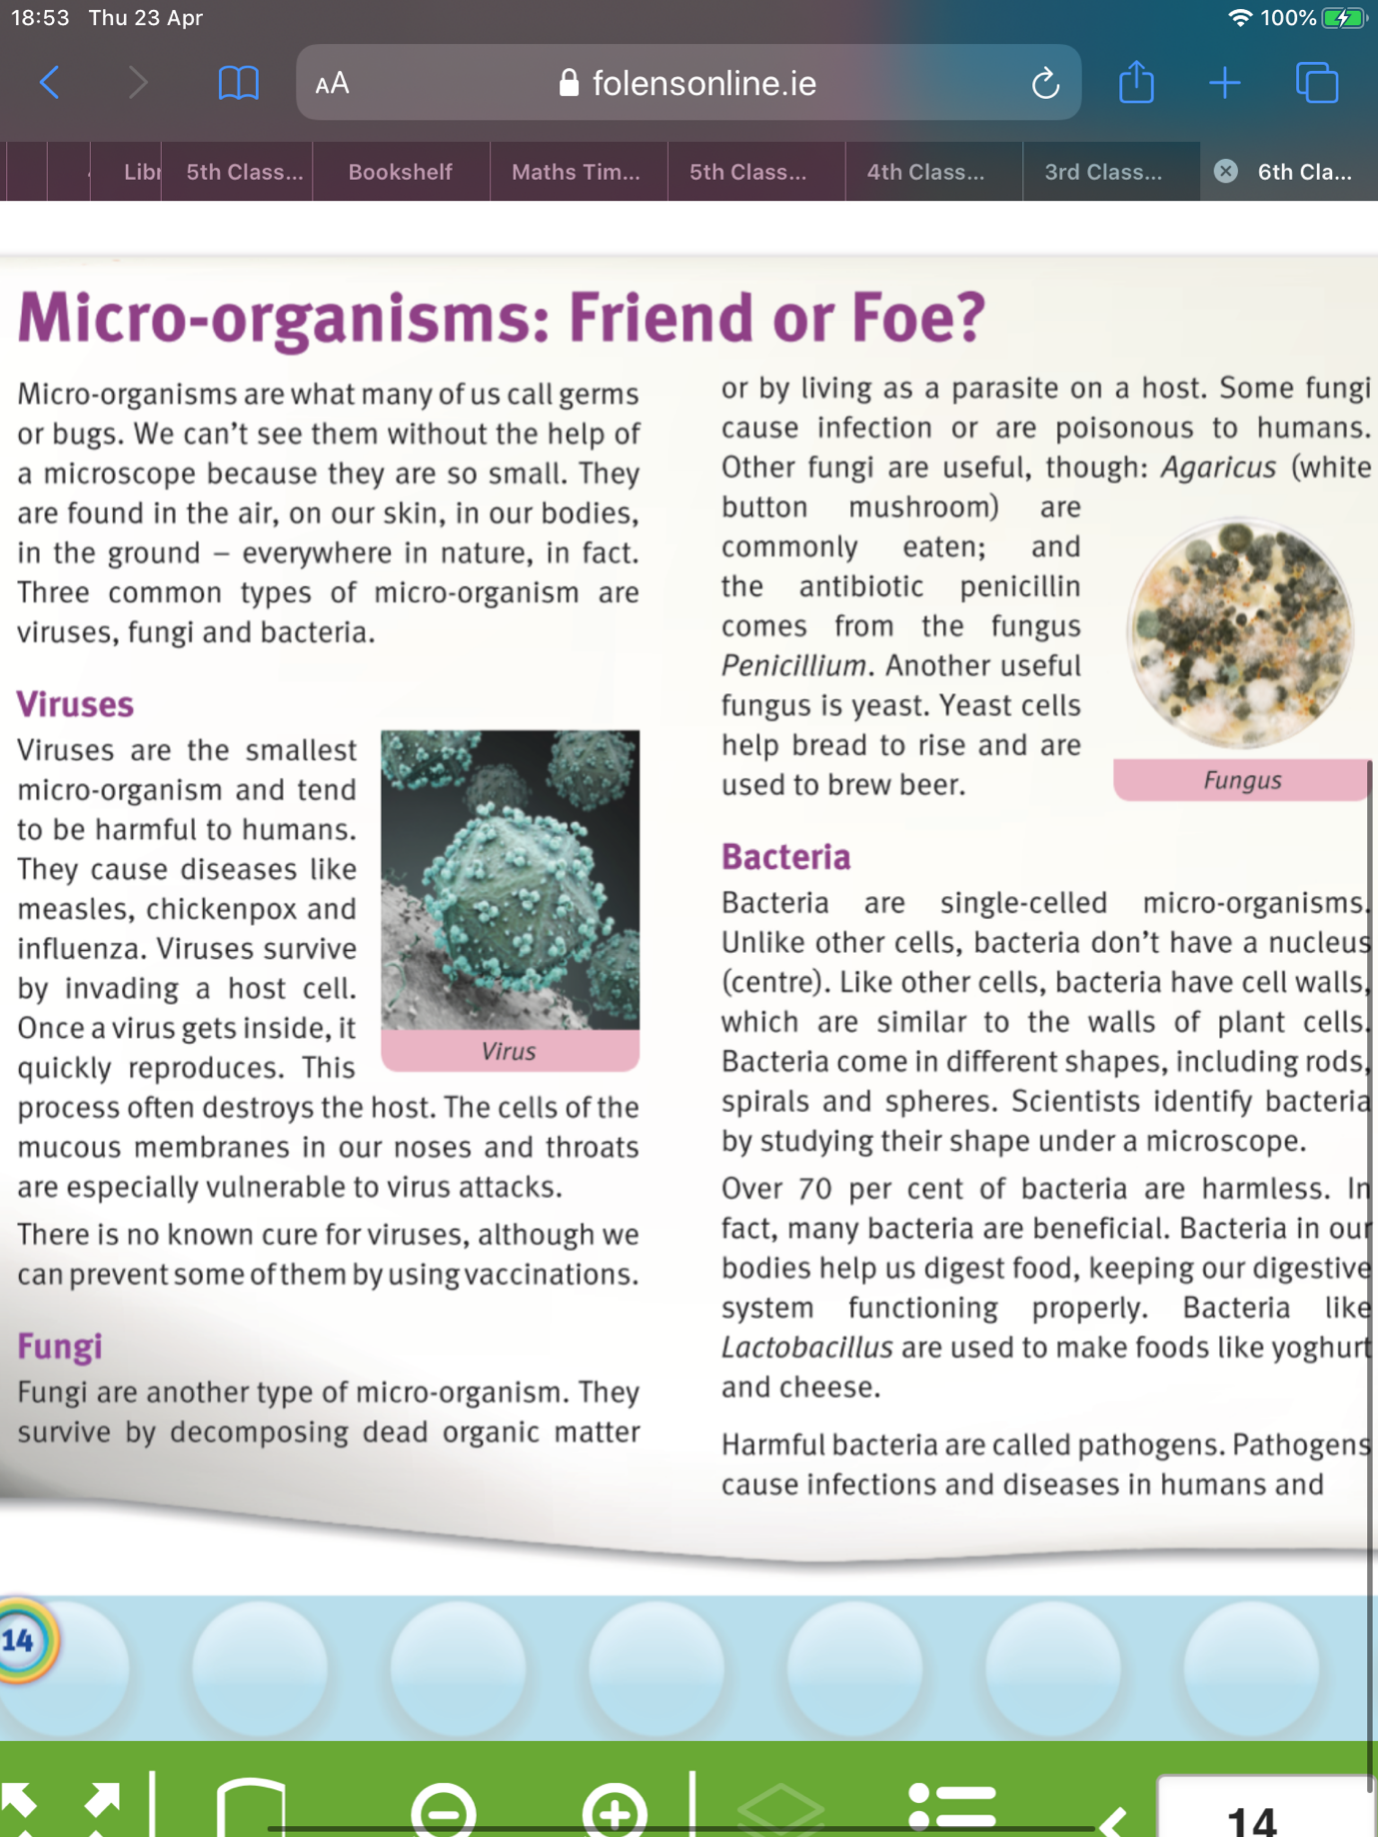 18:53 Thu 23 Apr
100%
AA
folensonline.ie
Libr
5th Class...
Bookshelf
Maths Tim...
5th Class...
4th Class...
3rd Class...
6th Cla...
Micro-organisms: Friend or Foe?
Micro-organisms are what many of us call germs
or bugs. We can’t see them without the help of
a microscope because they are so small. They
are found in the air, on our skin, in our bodies,
in the ground – everywhere in nature, in fact.
Three common types of micro-organism are
viruses, fungi and bacteria.
Viruses
Viruses are the smallest
micro-organism and tend
to be harmful to humans.
They cause diseases like
measles, chickenpox and
influenza. Viruses survive
by invading a host cell.
Once a virus gets inside, it
quickly reproduces. This
process often destroys the host. The cells of the
mucous membranes in our noses and throats
are especially vulnerable to virus attacks.
Virus
There is no known cure for viruses, although we
can prevent some of them by using vaccinations.
Fungi
Fungi are another type of micro-organism. They
survive by decomposing dead organic matter
or by living as a parasite on a host. Some fungi
cause infection or are poisonous to humans.
Other fungi are useful, though: Agaricus (white
button mushroom) are
commonly eaten; and
the antibiotic penicillin
comes from the fungus
Penicillium. Another useful
fungus is yeast. Yeast cells
help bread to rise and are
used to brew beer.
Fungus
Bacteria
Bacteria are single-celled micro-organisms.
Unlike other cells, bacteria don’t have a nucleus
(centre). Like other cells, bacteria have cell walls,
which are similar to the walls of plant cells.
Bacteria come in different shapes, including rods,
spirals and spheres. Scientists identify bacteria
by studying their shape under a microscope.
Over 70 per cent of bacteria are harmless. In
fact, many bacteria are beneficial. Bacteria in our
bodies help us digest food, keeping our digestive
system functioning properly. Bacteria like
Lactobacillus are used to make foods like yoghurt
and cheese.
Harmful bacteria are called pathogens. Pathogens
cause infections and diseases in humans and
14
14